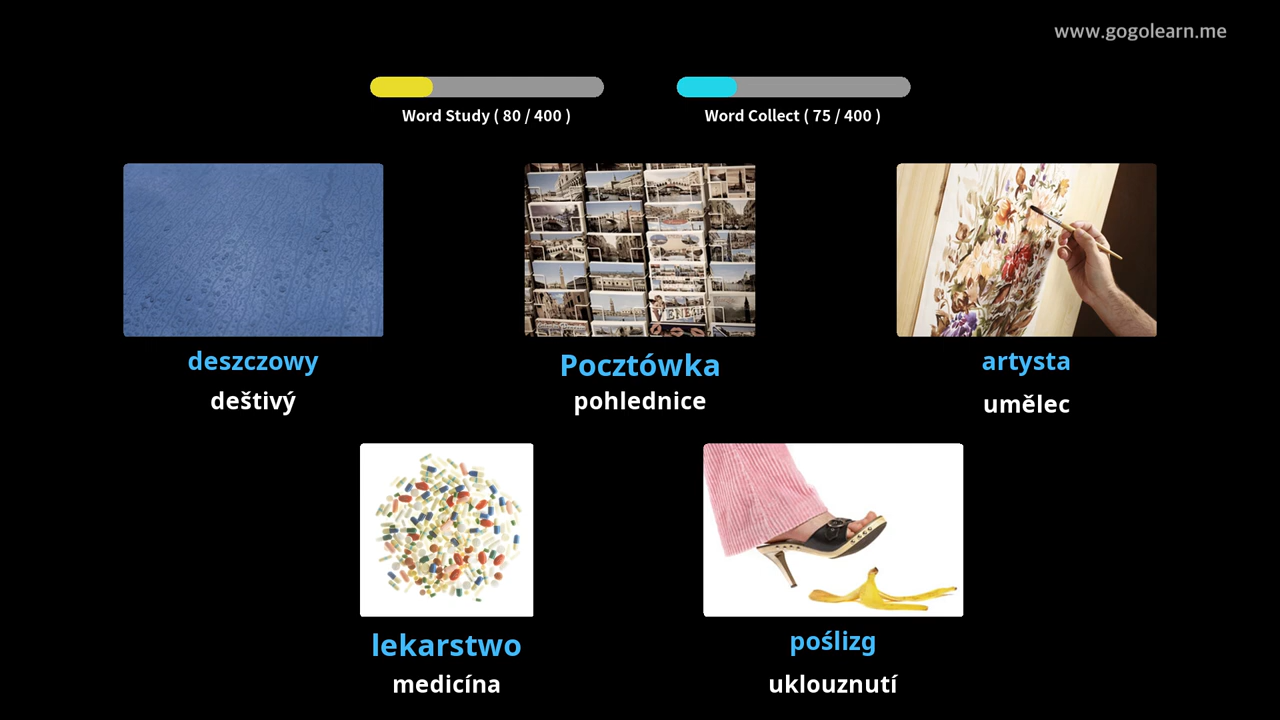 www.gogolearn.me
Word Study ( 80 / 400 )
Word Collect ( 75 / 400 )
VENEZ
deszczowy
Pocztówka
artysta
deštivý
pohlednice
umělec
lekarstwo
poślizg
medicína
uklouznutí